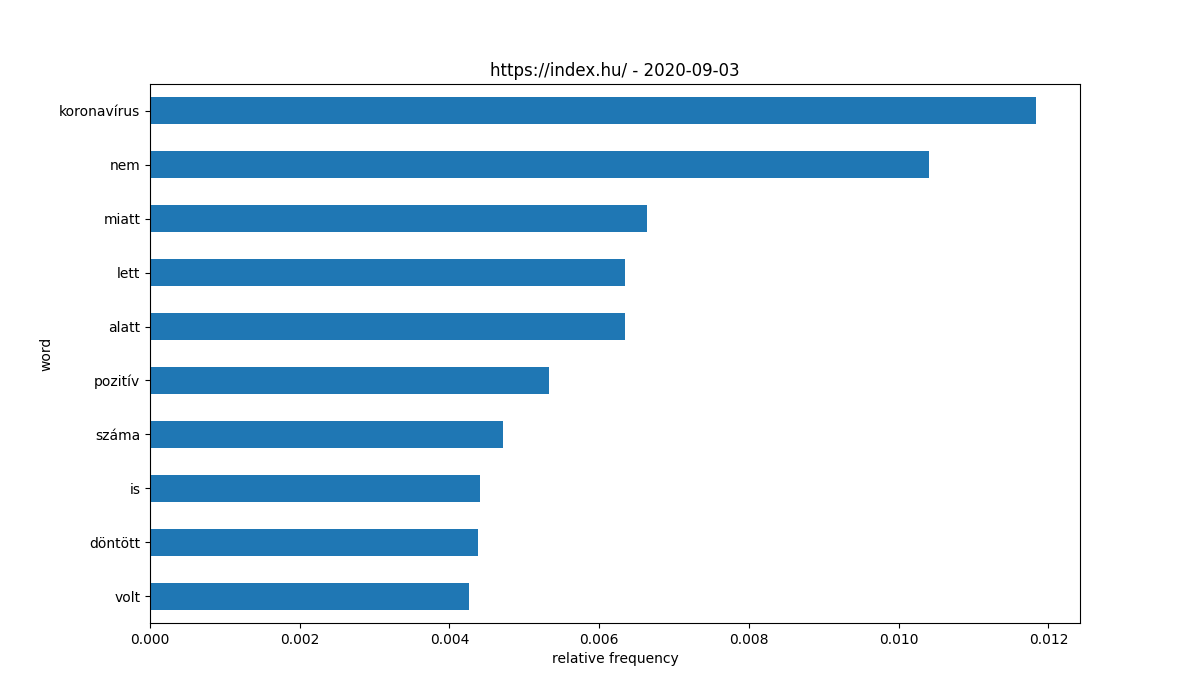 https://index.hu/ - 2020-09-03
koronavírus
nem
miatt
lett
alatt
pozitív
száma
is
döntött
volt
word
0.000 0.002 0.004 0.006 0.008 0.010 0.012
relative frequency